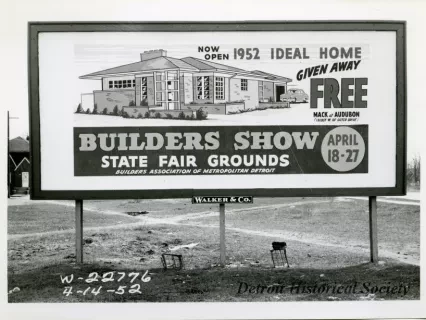 NOW OPEN 1952 IDEAL HOME
GIVEN AWAY
FREE
MACK at AUDUBON
BUILDERS SHOW
STATE FAIR GROUNDS
BUILDERS ASSOCIATION OF METROPOLITAN DETROIT
APRIL
18-27
WALKER & CO.
W-22776
4-14-52
Detroit Historical Society